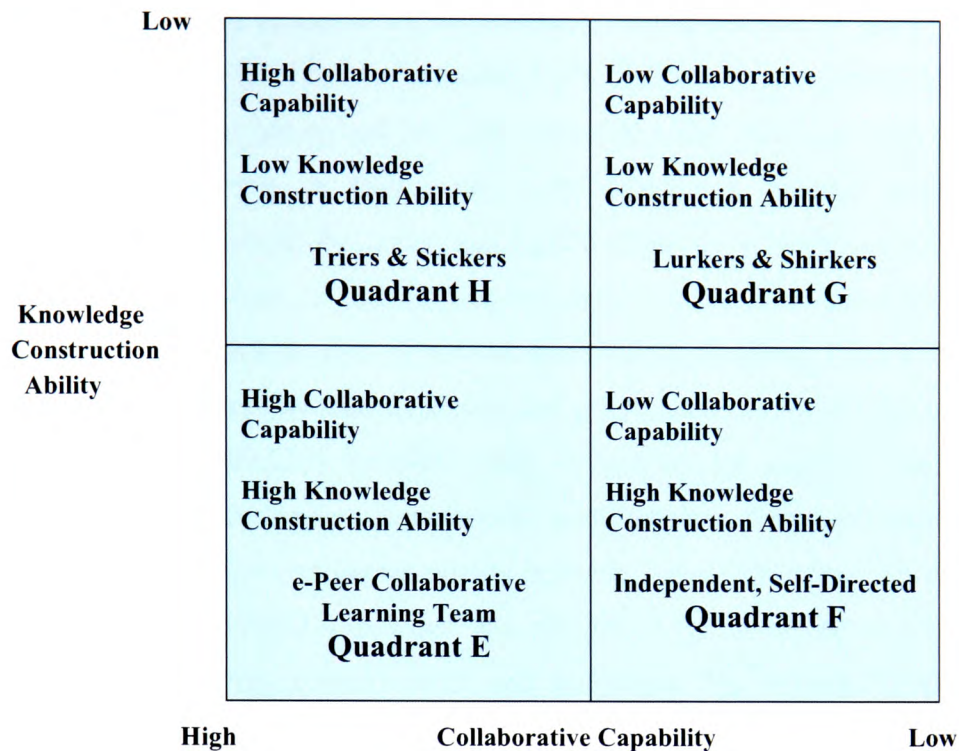 Low
High Collaborative
Capability
Low Knowledge
Construction Ability
Triers & Stickers
Quadrant H
Low Collaborative
Capability
Low Knowledge
Construction Ability
Lurkers & Shirkers
Quadrant G
Knowledge
Construction
Ability
High Collaborative
Capability
High Knowledge
Construction Ability
e-Peer Collaborative
Learning Team
Quadrant E
Low Collaborative
Capability
High Knowledge
Construction Ability
Independent, Self-Directed
Quadrant F
High
Collaborative Capability
Low